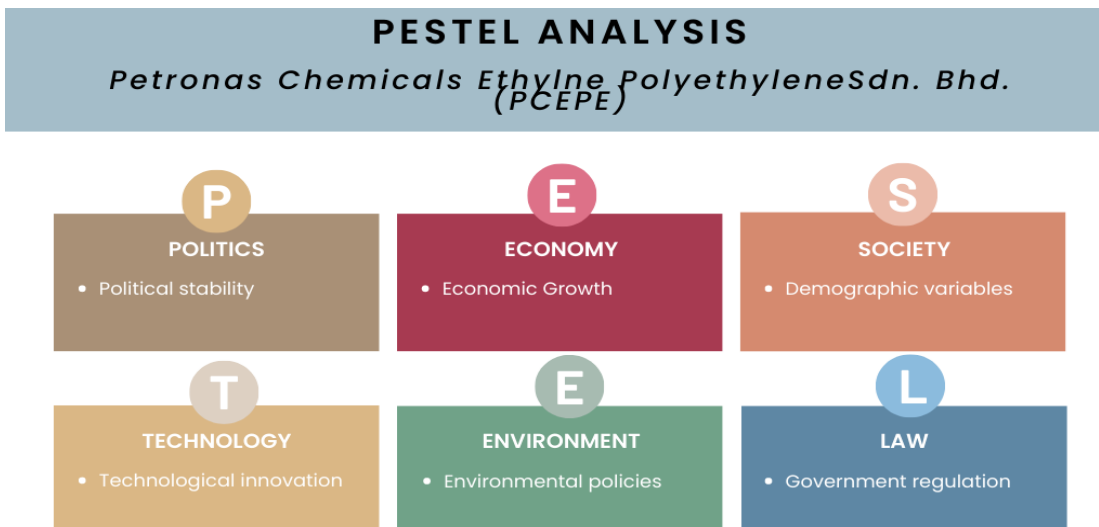 PESTEL ANALYSIS
Petronas Chemicals Ethylne PolyethyleneSdn. Bhd.
(PCEPE)
P
POLITICS
• Political stability
E
ECONOMY
• Economic Growth
S
SOCIETY
• Demographic variables
T
TECHNOLOGY
• Technological innovation
E
ENVIRONMENT
• Environmental policies
L
LAW
• Government regulation